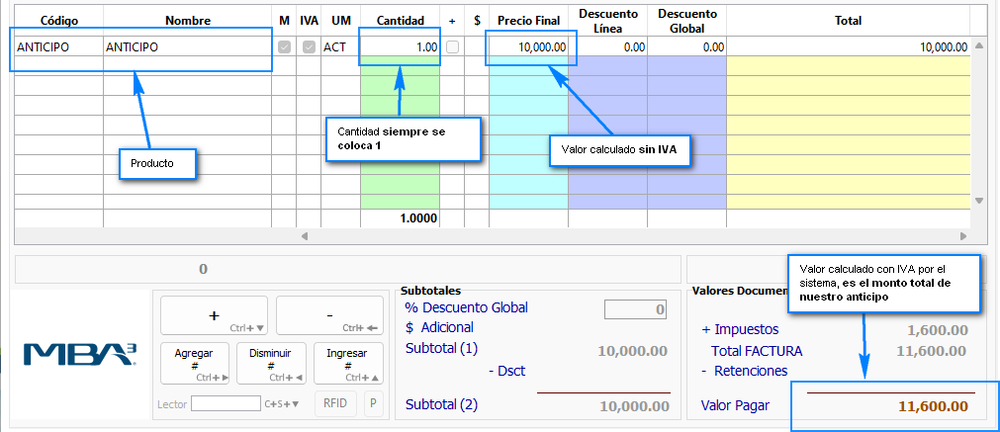 Código Nombre M IVA UM Cantidad + $ Precio Final Descuento Línea Descuento Global Total
ANTICIPO ANTICIPO ACT 1.00 10,000.00 0.00 0.00 10,000.00
Producto
Cantidad siempre se
coloca 1
Valor calculado sin IVA
1.0000
0
Valor calculado con IVA por el
sistema, es el monto total de
nuestro anticipo
MBA3
+
Ctrl+▼
-
Ctrl+←
Agregar
#
Ctrl+►
Disminuir
#
Ctrl+◄
Ingresar
#
Ctrl+▲
Lector C+S+▼ RFID P
Subtotales
% Descuento Global 0
$ Adicional
Subtotal (1) 10,000.00
- Dsct
Subtotal (2) 10,000.00
Valores Docume
+ Impuestos 1,600.00
Total FACTURA 11,600.00
- Retenciones
Valor Pagar 11,600.00